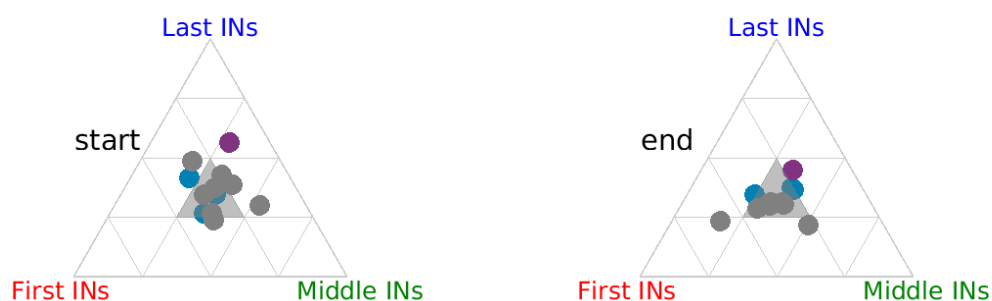 Last INs
start
First INs
Middle INs
Last INs
end
First INs
Middle INs